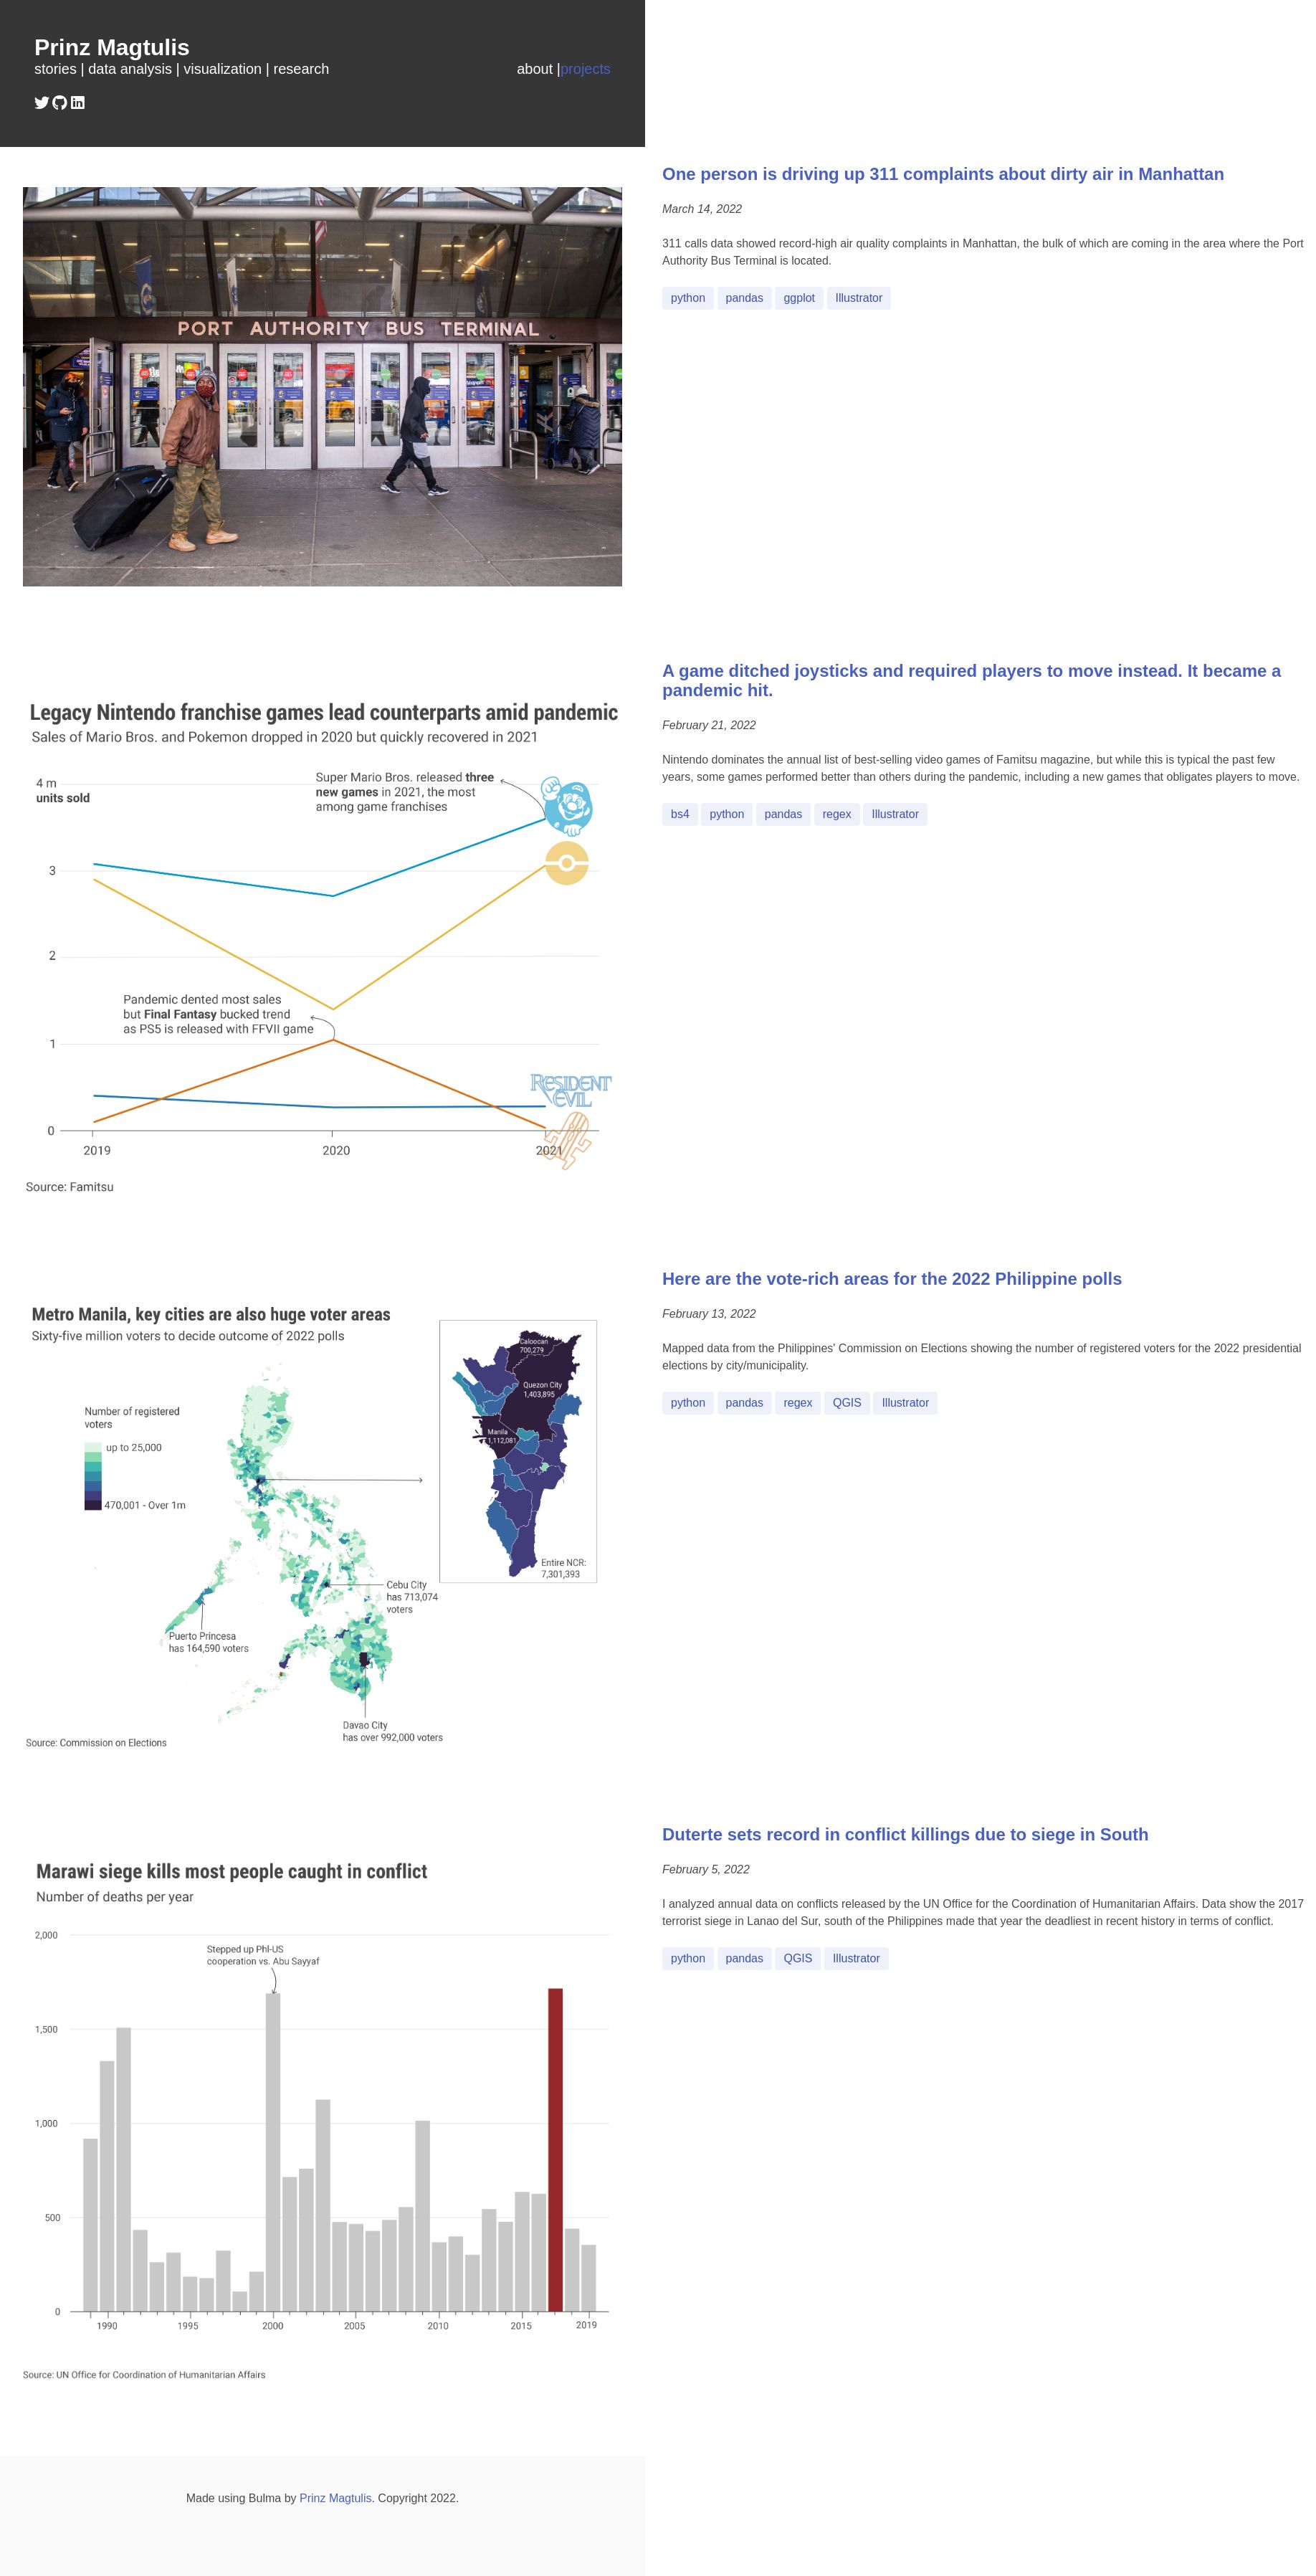 Prinz Magtulis
stories | data analysis | visualization | research
about |projects
PORT AUTHORITY BUS TERMINAL
One person is driving up 311 complaints about dirty air in Manhattan
March 14, 2022
311 calls data showed record-high air quality complaints in Manhattan, the bulk of which are coming in the area where the Port
Authority Bus Terminal is located.
python pandas ggplot Illustrator
Legacy Nintendo franchise games lead counterparts amid pandemic
Sales of Mario Bros. and Pokemon dropped in 2020 but quickly recovered in 2021
4 m
units sold
Super Mario Bros. released three
new games in 2021, the most
among game franchises
3
2
Pandemic dented most sales
but Final Fantasy bucked trend
as PS5 is released with FFVII game
1
RESIDENT
EVIL
0
2019 2020 2021
Source: Famitsu
A game ditched joysticks and required players to move instead. It became a
pandemic hit.
February 21, 2022
Nintendo dominates the annual list of best-selling video games of Famitsu magazine, but while this is typical the past few
years, some games performed better than others during the pandemic, including a new games that obligates players to move.
bs4 python pandas regex Illustrator
Metro Manila, key cities are also huge voter areas
Sixty-five million voters to decide outcome of 2022 polls
Number of registered
voters
up to 25,000
470,001 - Over 1m
Caloocan
700,279
Quezon City
1,403,895
Manila
1,112,081
Entire NCR:
7,301,393
Cebu City
has 713,074
voters
Puerto Princesa
has 164,590 voters
Davao City
has over 992,000 voters
Source: Commission on Elections
Here are the vote-rich areas for the 2022 Philippine polls
February 13, 2022
Mapped data from the Philippines' Commission on Elections showing the number of registered voters for the 2022 presidential
elections by city/municipality.
python pandas regex QGIS Illustrator
Marawi siege kills most people caught in conflict
Number of deaths per year
2,000
Stepped up Phl-US
cooperation vs. Abu Sayyaf
1,500
1,000
500
0
1990 1995 2000 2005 2010 2015 2019
Source: UN Office for Coordination of Humanitarian Affairs
Duterte sets record in conflict killings due to siege in South
February 5, 2022
I analyzed annual data on conflicts released by the UN Office for the Coordination of Humanitarian Affairs. Data show the 2017
terrorist siege in Lanao del Sur, south of the Philippines made that year the deadliest in recent history in terms of conflict.
python pandas QGIS Illustrator
Made using Bulma by Prinz Magtulis. Copyright 2022.